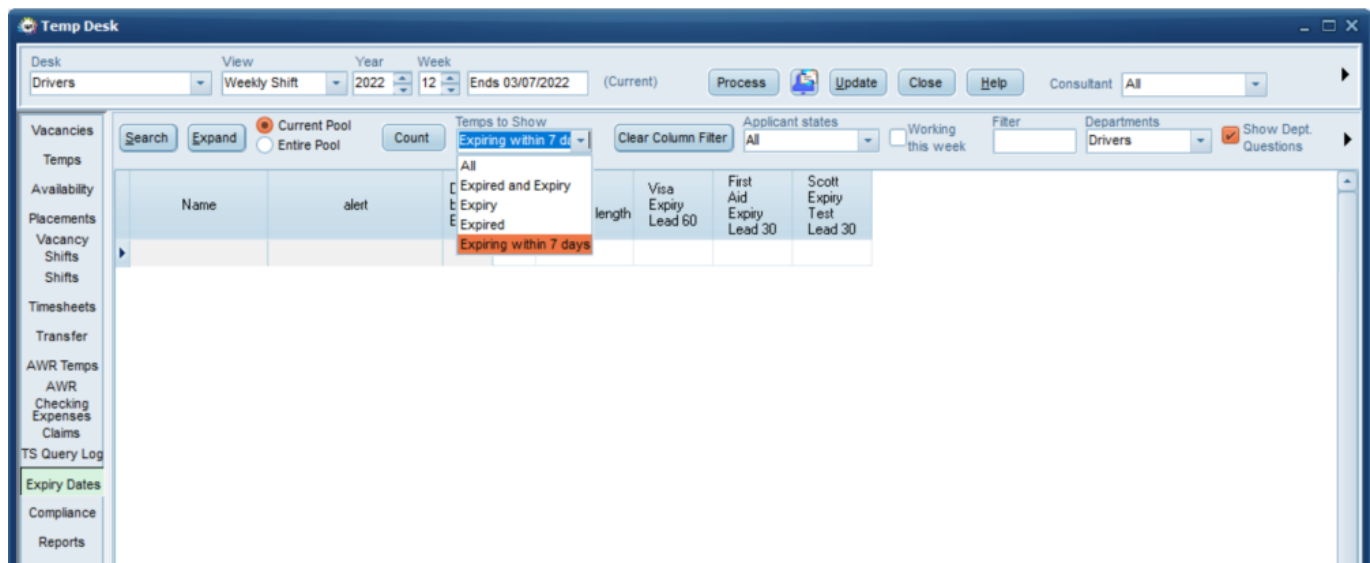 Temp Desk
Desk View Year Week
Drivers Weekly Shift 2022 12 Ends 03/07/2022 (Current) Process Update Close Help Consultant All
Vacancies
Temps
Availability
Placements
Vacancy
Shifts
Shifts
Timesheets
Transfer
AWR Temps
AWR
Checking
Expenses
Claims
TS Query Log
Expiry Dates
Compliance
Reports
Search Expand Current Pool
Entire Pool
Count
Temps to Show
Expiring within 7 da
All
Expired and Expiry
Expiry
Expired
Expiring within 7 days
Clear Column Filter
Applicant states
All
Working
this week
Filter
Departments
Drivers
Show Dept.
Questions
Name
alert
length
Visa
Expiry
Lead 60
First
Aid
Expiry
Lead 30
Scott
Expiry
Test
Lead 30